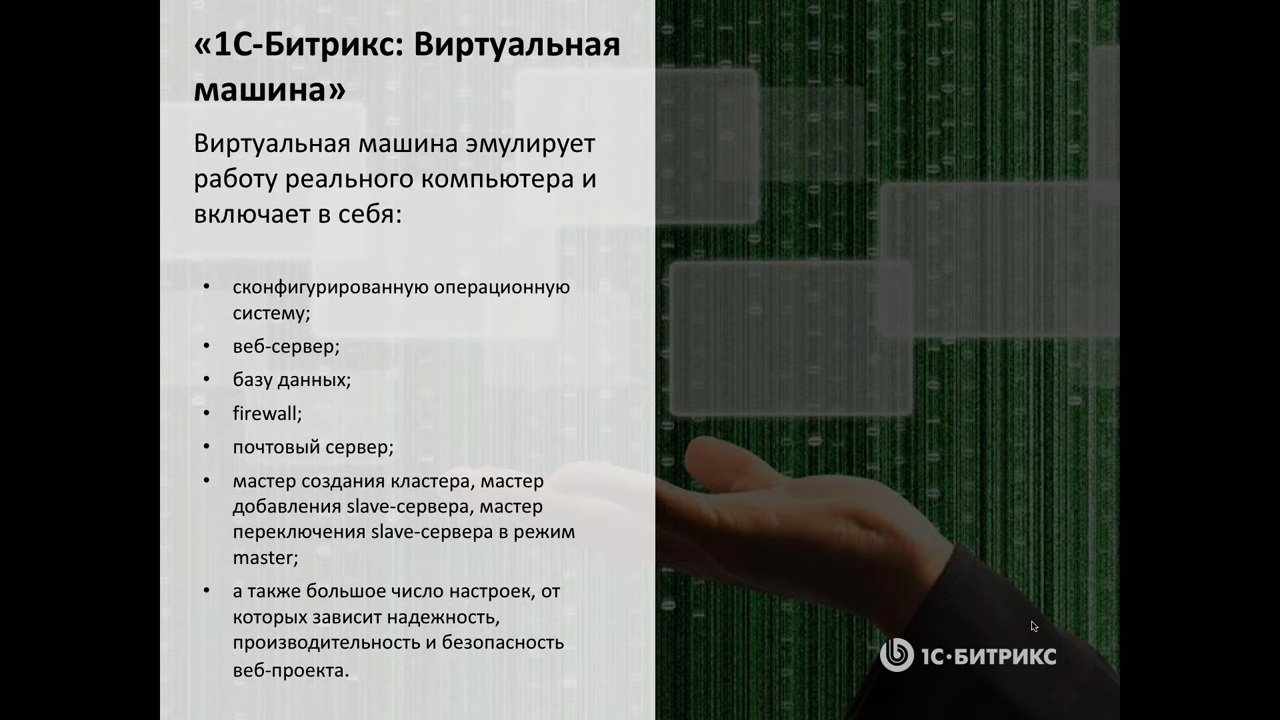 «1С-Битрикс: Виртуальная
машина»
Виртуальная машина эмулирует
работу реального компьютера и
включает в себя:
• сконфигурированную операционную
систему;
• веб-сервер;
• базу данных;
• firewall;
• почтовый сервер;
• мастер создания кластера, мастер
добавления slave-сервера, мастер
переключения slave-сервера в режим
master;
• а также большое число настроек, от
которых зависит надежность,
производительность и безопасность
веб-проекта.
1С·БИТРИКС